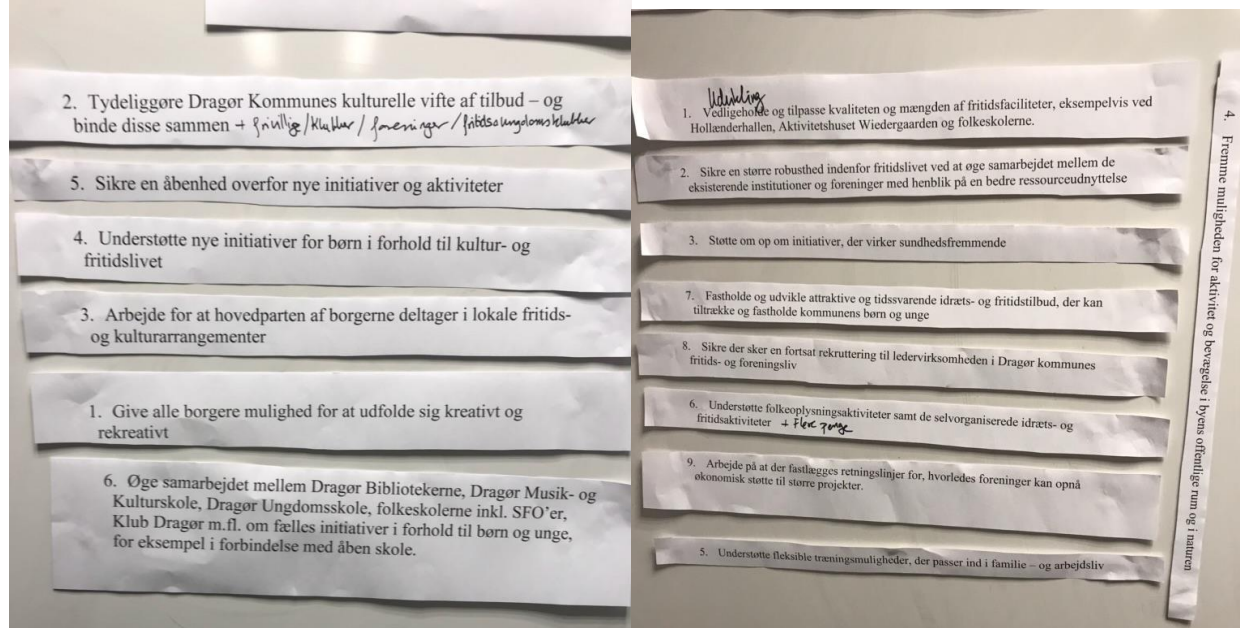 2. Tydeliggøre Dragør Kommunes kulturelle vifte af tilbud – og
binde disse sammen + frivillige/klubber/foreninger/fritidsoungdomsklubber
5. Sikre en åbenhed overfor nye initiativer og aktiviteter
4. Understøtte nye initiativer for børn i forhold til kultur- og
fritidslivet
3. Arbejde for at hovedparten af borgerne deltager i lokale fritids-
og kulturarrangementer
1. Give alle borgere mulighed for at udfolde sig kreativt og
rekreativt
6. Øge samarbejdet mellem Dragør Bibliotekerne, Dragør Musik- og
Kulturskole, Dragør Ungdomsskole, folkeskolerne inkl. SFO'er,
Klub Dragør m.fl. om fælles initiativer i forhold til børn og unge,
for eksempel i forbindelse med åben skole.
Udvikling
1. Vedligeholde og tilpasse kvaliteten og mængden af fritidsfaciliteter, eksempelvis ved
Hollænderhallen, Aktivitetshuset Wiedergaarden og folkeskolerne.
2. Sikre en større robusthed indenfor fritidslivet ved at øge samarbejdet mellem de
eksisterende institutioner og foreninger med henblik på en bedre ressourceudnyttelse
3. Støtte om op om initiativer, der virker sundhedsfremmende
7. Fastholde og udvikle attraktive og tidssvarende idræts- og fritidstilbud, der kan
tiltrække og fastholde kommunens børn og unge
8. Sikre der sker en fortsat rekruttering til ledervirksomheden i Dragør kommunes
fritids- og foreningsliv
6. Understøtte folkeoplysningsaktiviteter samt de selvorganiserede idræts- og
fritidsaktiviteter + flere penge
9. Arbejde på at der fastlægges retningslinjer for, hvorledes foreninger kan opnå
økonomisk støtte til større projekter.
5. Understøtte fleksible træningsmuligheder, der passer ind i familie – og arbejdsliv
4. Fremme muligheden for aktivitet og bevægelse i byens offentlige rum og i naturen